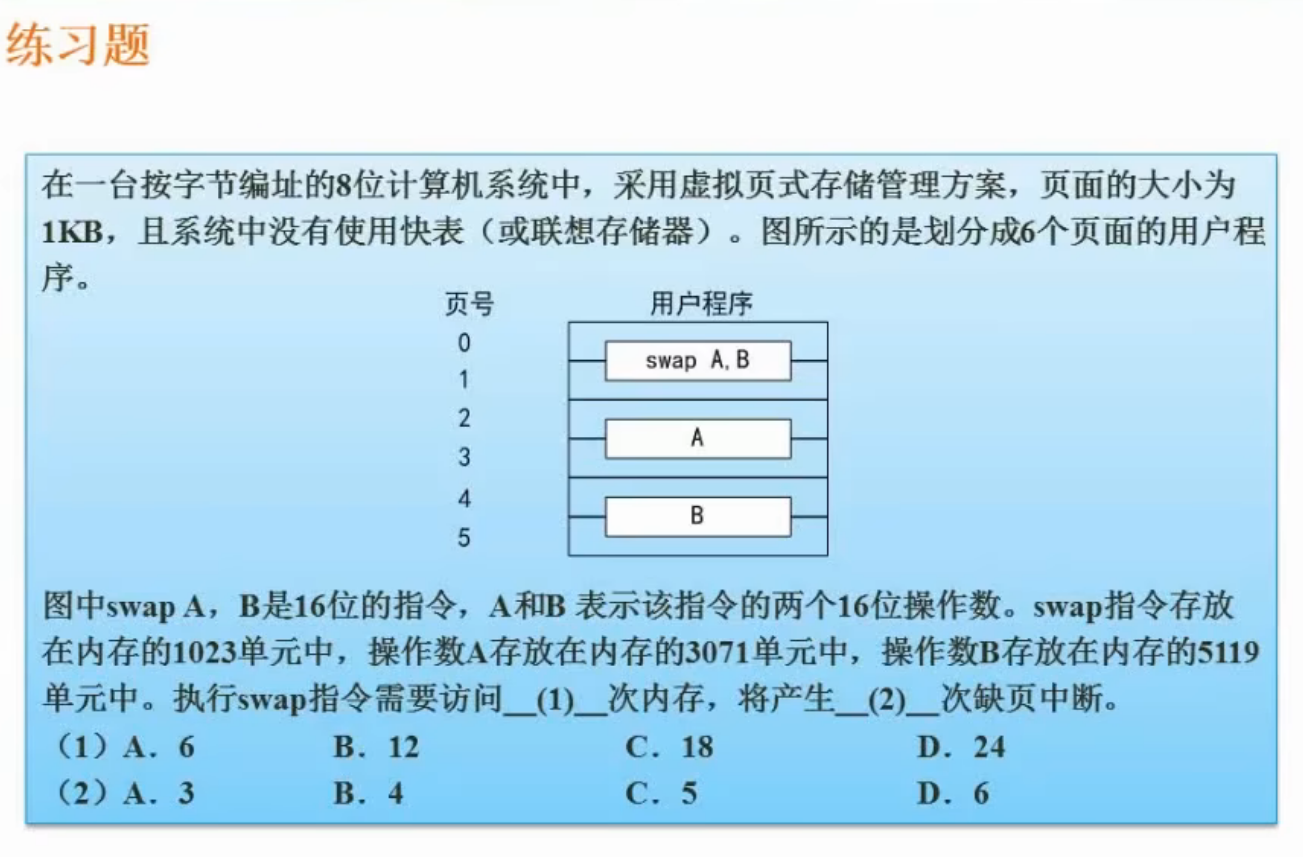 练习题
在一台按字节编址的8位计算机系统中，采用虚拟页式存储管理方案，页面的大小为
1KB，且系统中没有使用快表（或联想存储器）。图所示的是划分成6个页面的用户程
序。
页号 用户程序
0
swap A,B
1
2
A
3
4
B
5
图中swap A，B是16位的指令，A和B 表示该指令的两个16位操作数。swap指令存放
在内存的1023单元中，操作数A存放在内存的3071单元中，操作数B存放在内存的5119
单元中。执行swap指令需要访问__(1)__次内存，将产生__(2)__次缺页中断。
（1）A．6 B．12 C．18 D．24
（2）A．3 B．4 C．5 D．6